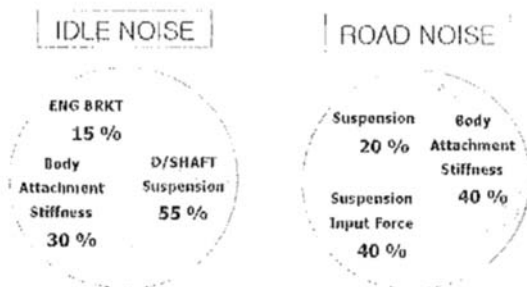 IDLE NOISE
ENG BRKT
15 %
Body
Attachment
Stiffness
30 %
D/SHAFT
Suspension
55 %
ROAD NOISE
Suspension
20 %
Body
Attachment
Stiffness
40 %
Suspension
Input Force
40 %